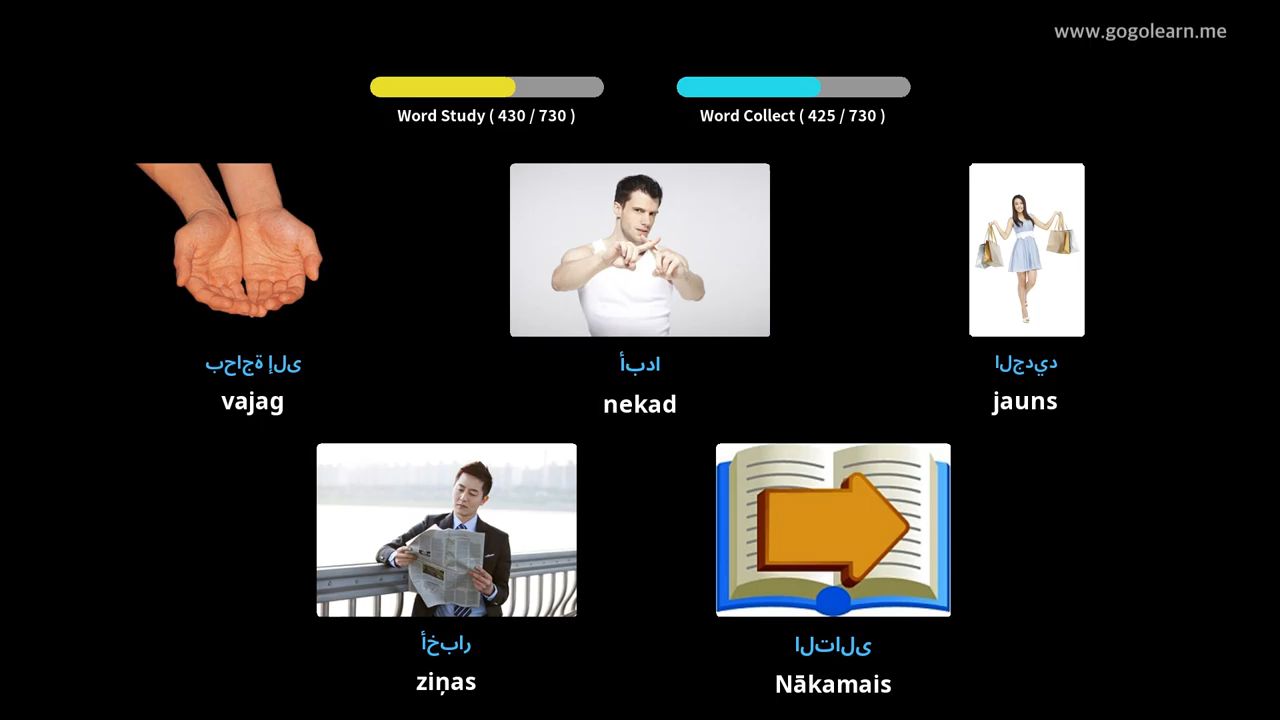 www.gogolearn.me
Word Study ( 430 / 730 )
Word Collect ( 425 / 730 )
بحاجة إلى
vajag
أبدا
nekad
الجديد
jauns
أخبار
ziņas
التالى
Nākamais